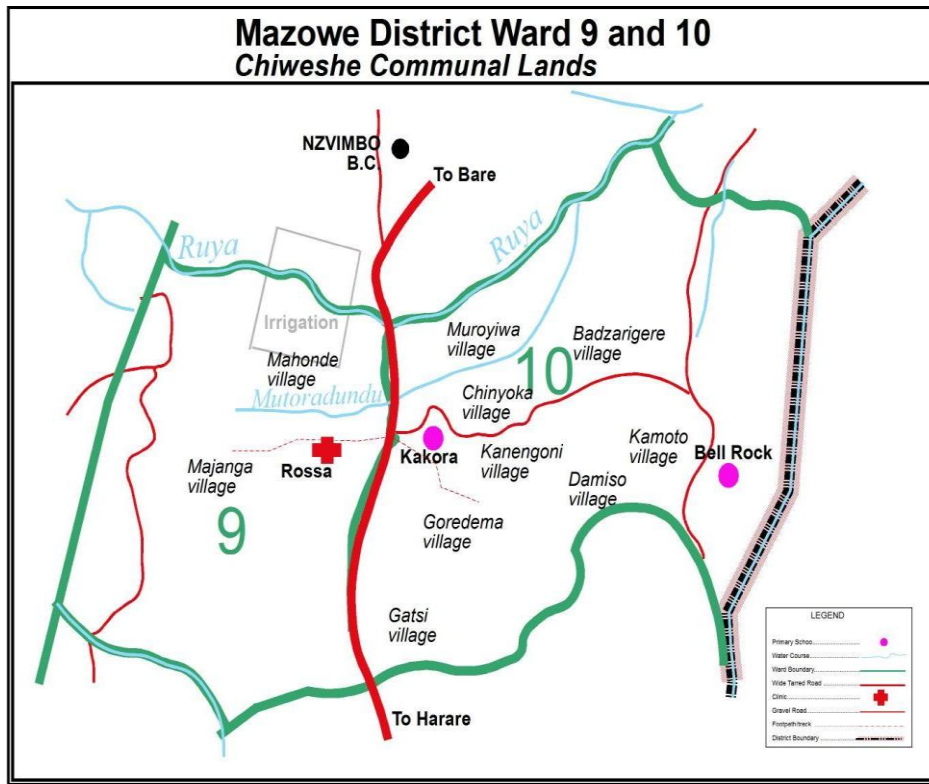 Mazowe District Ward 9 and 10
Chiweshe Communal Lands
NZVIMBO
B.C.
To Bare
Ruya
Ruya
Irrigation
Muroyiwa
village
Badzarigere
village
10
Mahonde
village
Mutoradundu
Chinyoka
village
Kamoto
village
Bell Rock
Kakora
Kanengoni
village
Rossa
Majanga
village
Damiso
village
9
Goredema
village
Gatsi
village
To Harare
LEGEND
Primary Schoo
Water Course
Ward Boundary
Wide Tarred Road
Clinic
Gravel Road
Footpath/track
District Boundary